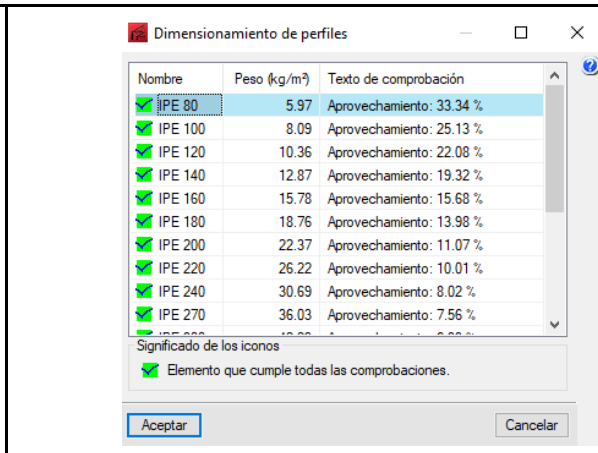 Dimensionamiento de perfiles
Nombre Peso (kg/m²) Texto de comprobación
IPE 80 5.97 Aprovechamiento: 33.34 %
IPE 100 8.09 Aprovechamiento: 25.13 %
IPE 120 10.36 Aprovechamiento: 22.08 %
IPE 140 12.87 Aprovechamiento: 19.32 %
IPE 160 15.78 Aprovechamiento: 15.68 %
IPE 180 18.76 Aprovechamiento: 13.98 %
IPE 200 22.37 Aprovechamiento: 11.07 %
IPE 220 26.22 Aprovechamiento: 10.01 %
IPE 240 30.69 Aprovechamiento: 8.02 %
IPE 270 36.03 Aprovechamiento: 7.56 %
Significado de los iconos
Elemento que cumple todas las comprobaciones.
Aceptar Cancelar